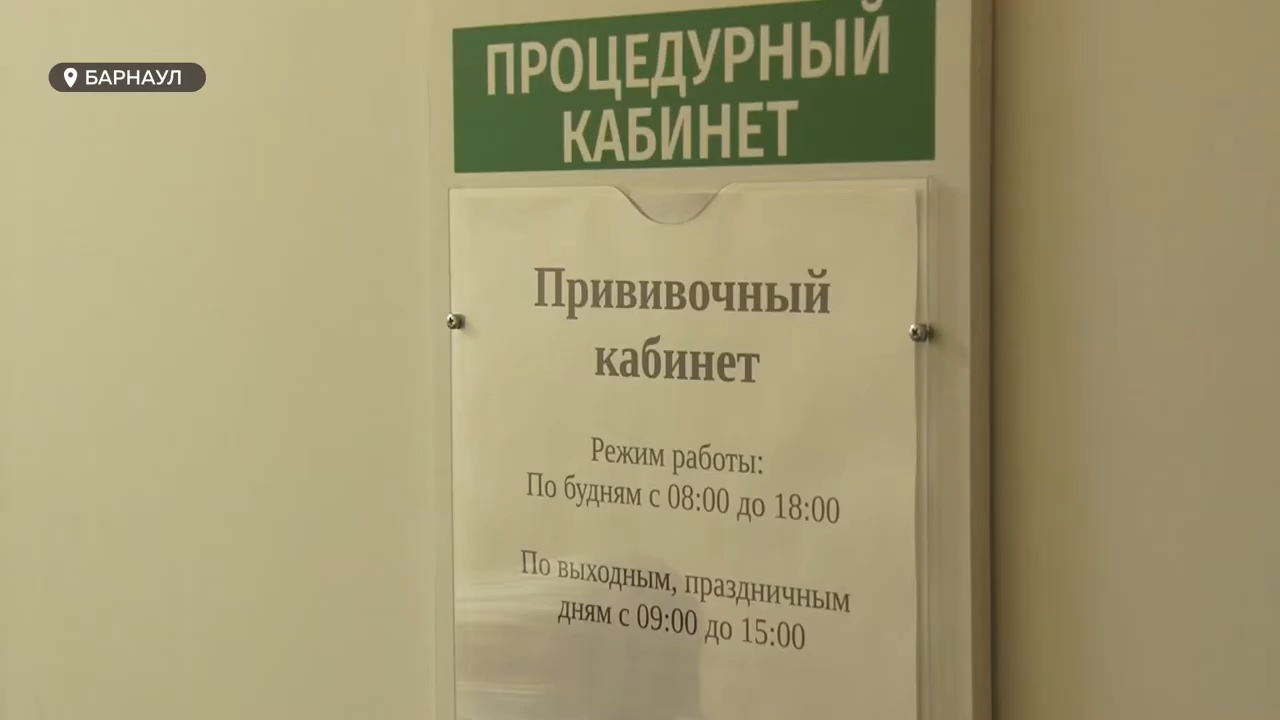 БАРНАУЛ
ПРОЦЕДУРНЫЙ
КАБИНЕТ
Прививочный
кабинет
Режим работы:
По будням с 08:00 до 18:00
По выходным, праздничным
дням с 09:00 до 15:00